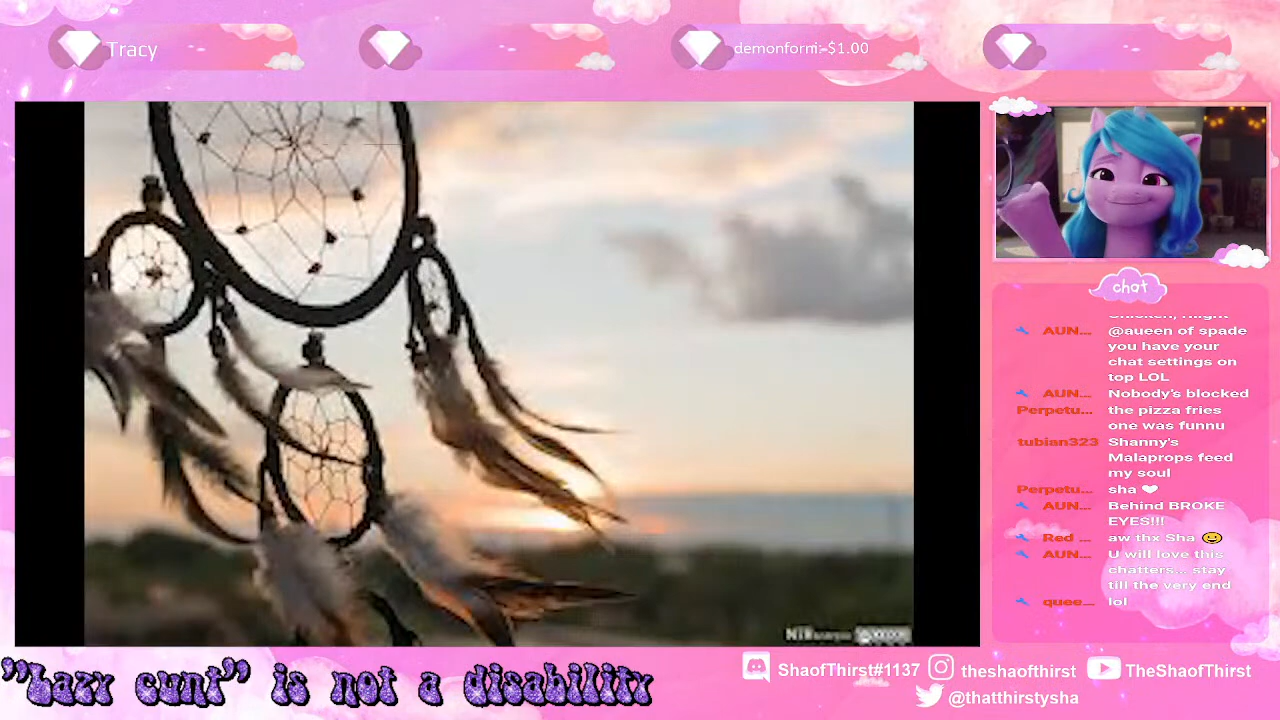 Tracy
demonform: $1.00
chat
AUN...
@aueen of spade
you have your
chat settings on
top LOL
AUN... Nobody's blocked
Perpetu... the pizza fries
one was funnu
tubian323 Shanny's
Malaprops feed
my soul
Perpetu... sha ❤
AUN... Behind BROKE
EYES!!!
Red ... aw thx Sha 🙂
AUN... U will love this
chatters... stay
till the very end
quee... lol
"Lazy cunt" is not a disability
ShaofThirst#1137 theshaofthirst TheShaofThirst
@thatthirstysha